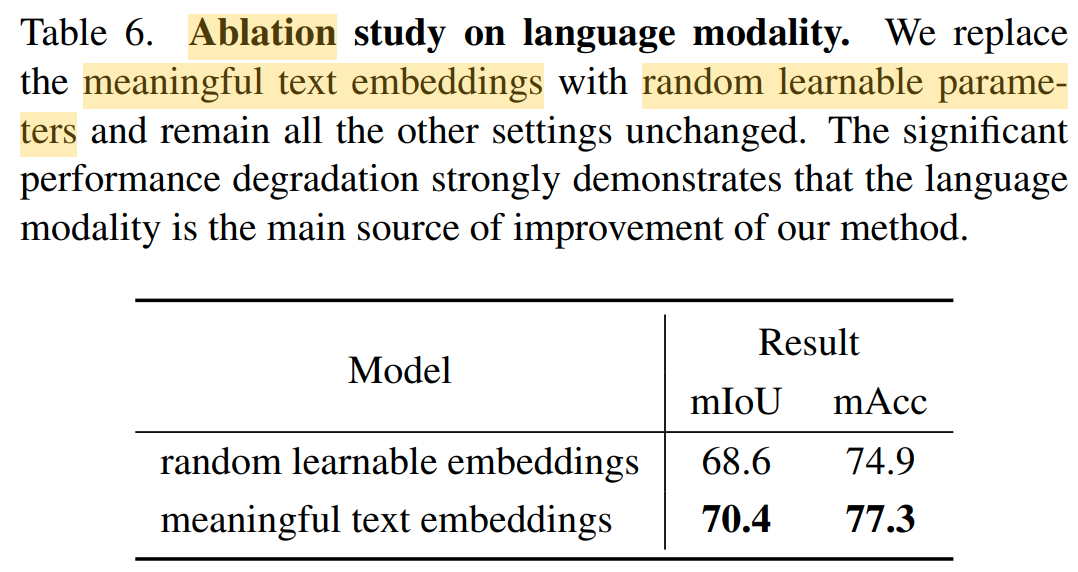 Table 6. Ablation study on language modality. We replace
the meaningful text embeddings with random learnable parame-
ters and remain all the other settings unchanged. The significant
performance degradation strongly demonstrates that the language
modality is the main source of improvement of our method.
Model Result
mIoU mAcc
random learnable embeddings 68.6 74.9
meaningful text embeddings 70.4 77.3